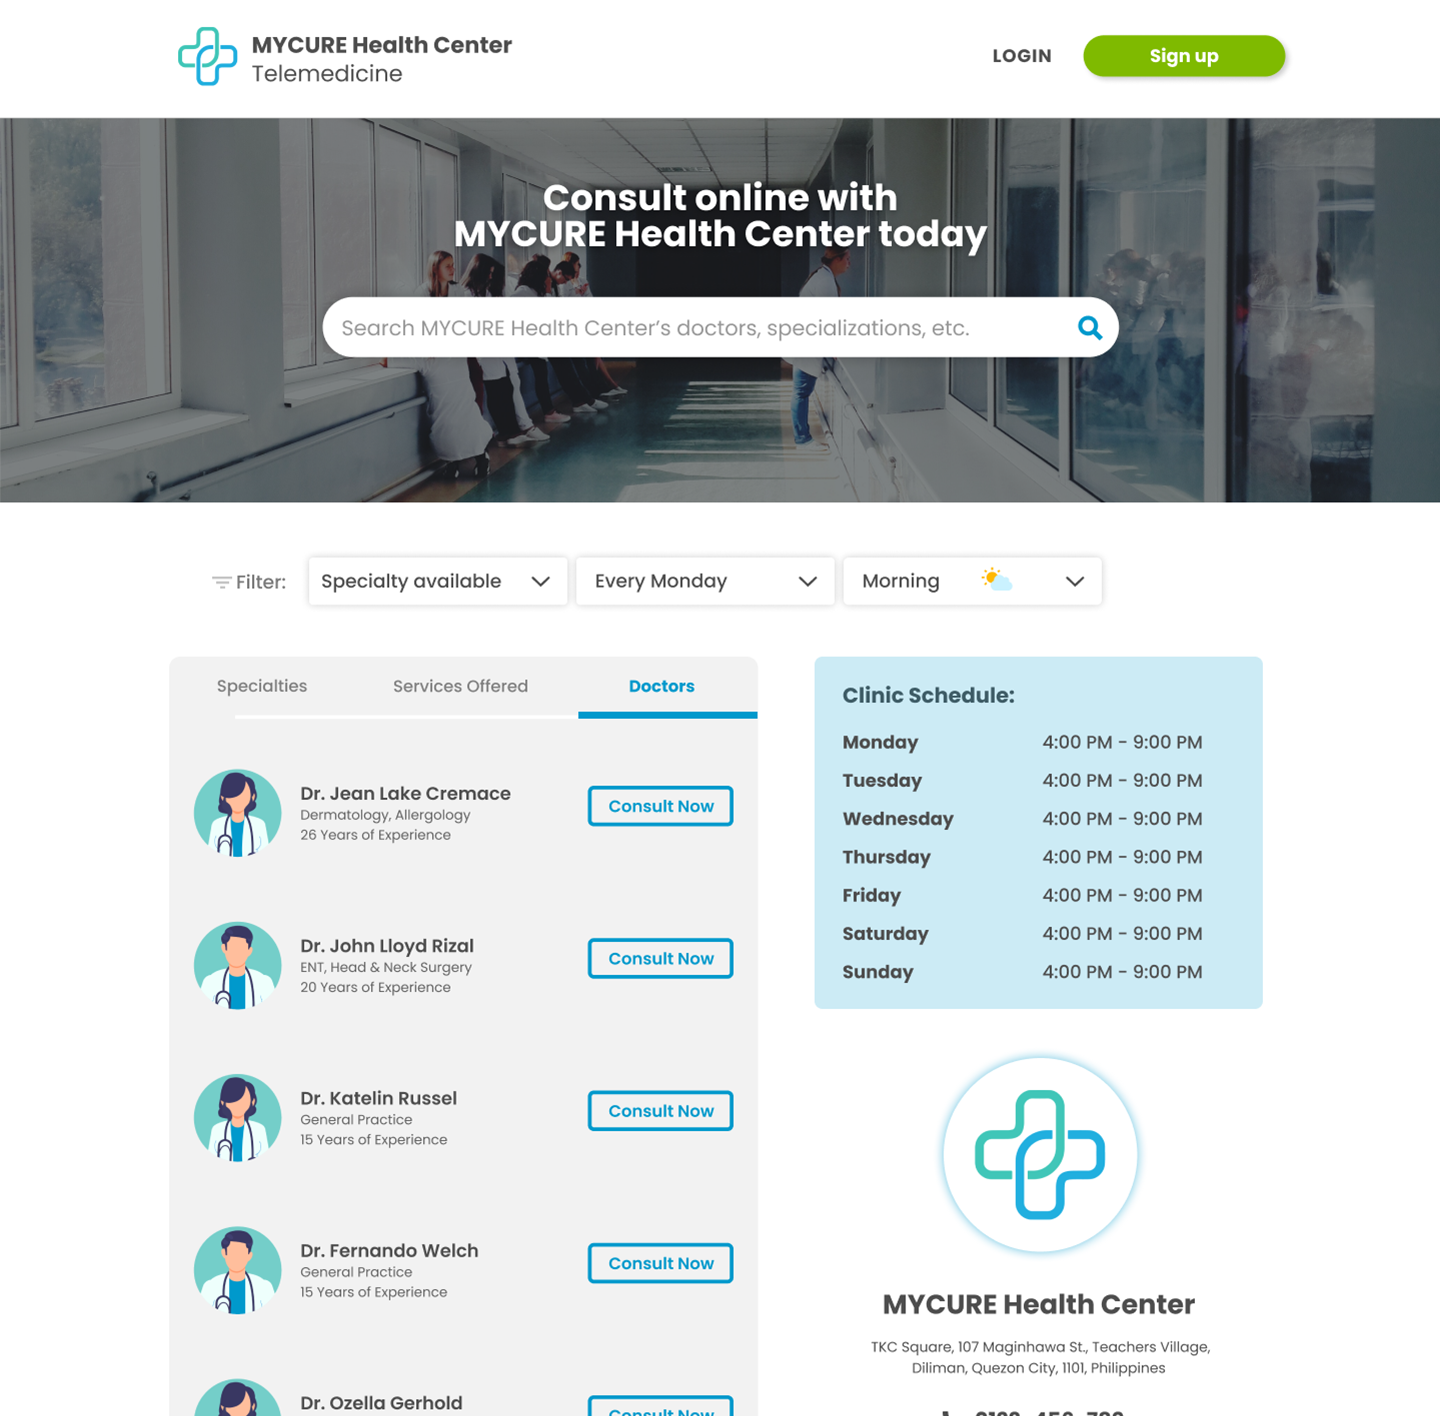 MYCURE Health Center
Telemedicine
LOGIN
Sign up
Consult online with
MYCURE Health Center today
Search MYCURE Health Center’s doctors, specializations, etc.
Filter:
Specialty available
Every Monday
Morning
Specialties
Services Offered
Doctors
Dr. Jean Lake Cremace
Dermatology, Allergology
26 Years of Experience
Consult Now
Dr. John Lloyd Rizal
ENT, Head & Neck Surgery
20 Years of Experience
Consult Now
Dr. Katelin Russel
General Practice
15 Years of Experience
Consult Now
Dr. Fernando Welch
General Practice
15 Years of Experience
Consult Now
Dr. Ozella Gerhold
Consult Now
Clinic Schedule:
Monday 4:00 PM - 9:00 PM
Tuesday 4:00 PM - 9:00 PM
Wednesday 4:00 PM - 9:00 PM
Thursday 4:00 PM - 9:00 PM
Friday 4:00 PM - 9:00 PM
Saturday 4:00 PM - 9:00 PM
Sunday 4:00 PM - 9:00 PM
MYCURE Health Center
TKC Square, 107 Maginhawa St., Teachers Village,
Diliman, Quezon City, 1101, Philippines